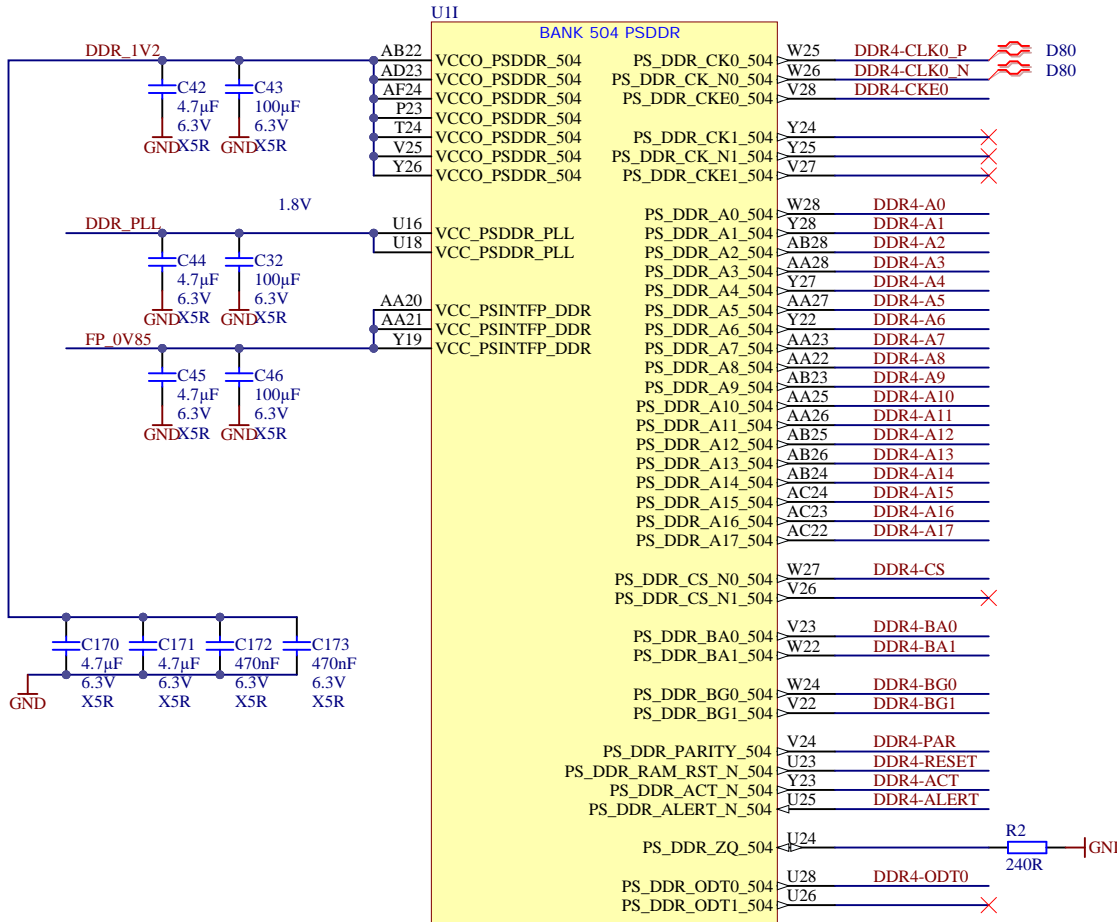 U1I
BANK 504 PSDDR
DDR_1V2
AB22 VCCO_PSDDR_504
AD23 VCCO_PSDDR_504
AF24 VCCO_PSDDR_504
P23 VCCO_PSDDR_504
T24 VCCO_PSDDR_504
V25 VCCO_PSDDR_504
Y26 VCCO_PSDDR_504
C42
4.7µF
6.3V
X5R
GND
C43
100µF
6.3V
X5R
GND
1.8V
DDR_PLL
U16 VCC_PSDDR_PLL
U18 VCC_PSDDR_PLL
C44
4.7µF
6.3V
X5R
GND
C32
100µF
6.3V
X5R
GND
AA20 VCC_PSINTFP_DDR
AA21 VCC_PSINTFP_DDR
Y19 VCC_PSINTFP_DDR
FP_0V85
C45
4.7µF
6.3V
X5R
GND
C46
100µF
6.3V
X5R
GND
C170
4.7µF
6.3V
X5R
C171
4.7µF
6.3V
X5R
C172
470nF
6.3V
X5R
C173
470nF
6.3V
X5R
GND
PS_DDR_CK0_504 W25 DDR4-CLK0_P D80
PS_DDR_CK_N0_504 W26 DDR4-CLK0_N D80
PS_DDR_CKE0_504 V28 DDR4-CKE0
PS_DDR_CK1_504 Y24
PS_DDR_CK_N1_504 Y25
PS_DDR_CKE1_504 V27
PS_DDR_A0_504 W28 DDR4-A0
PS_DDR_A1_504 Y28 DDR4-A1
PS_DDR_A2_504 AB28 DDR4-A2
PS_DDR_A3_504 AA28 DDR4-A3
PS_DDR_A4_504 Y27 DDR4-A4
PS_DDR_A5_504 AA27 DDR4-A5
PS_DDR_A6_504 Y22 DDR4-A6
PS_DDR_A7_504 AA23 DDR4-A7
PS_DDR_A8_504 AA22 DDR4-A8
PS_DDR_A9_504 AB23 DDR4-A9
PS_DDR_A10_504 AA25 DDR4-A10
PS_DDR_A11_504 AA26 DDR4-A11
PS_DDR_A12_504 AB25 DDR4-A12
PS_DDR_A13_504 AB26 DDR4-A13
PS_DDR_A14_504 AB24 DDR4-A14
PS_DDR_A15_504 AC24 DDR4-A15
PS_DDR_A16_504 AC23 DDR4-A16
PS_DDR_A17_504 AC22 DDR4-A17
PS_DDR_CS_N0_504 W27 DDR4-CS
PS_DDR_CS_N1_504 V26
PS_DDR_BA0_504 V23 DDR4-BA0
PS_DDR_BA1_504 W22 DDR4-BA1
PS_DDR_BG0_504 W24 DDR4-BG0
PS_DDR_BG1_504 V22 DDR4-BG1
PS_DDR_PARITY_504 V24 DDR4-PAR
PS_DDR_RAM_RST_N_504 U23 DDR4-RESET
PS_DDR_ACT_N_504 Y23 DDR4-ACT
PS_DDR_ALERT_N_504 U25 DDR4-ALERT
PS_DDR_ZQ_504 U24
R2
240R
PS_DDR_ODT0_504 U28 DDR4-ODT0
PS_DDR_ODT1_504 U26